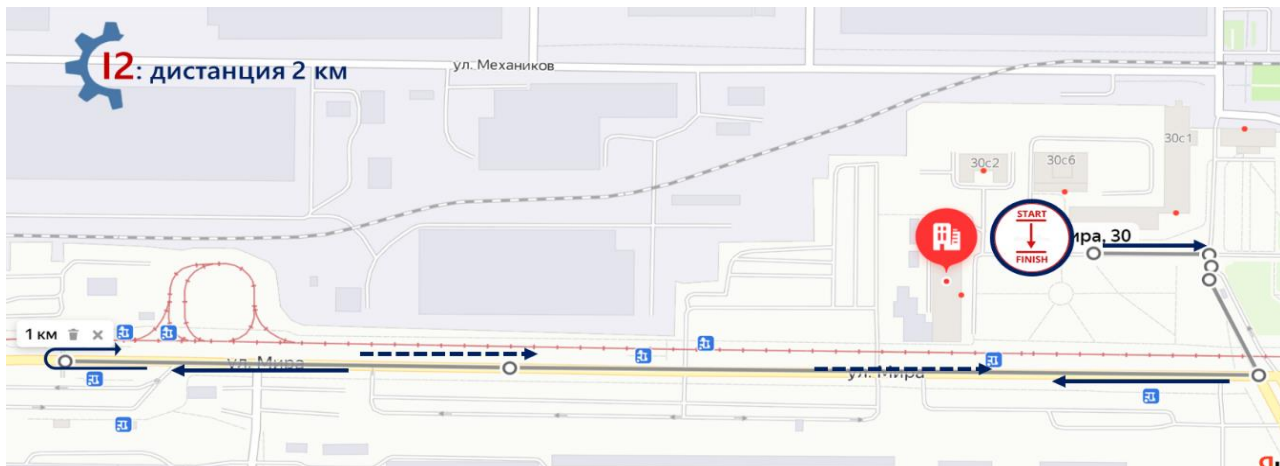 I2: дистанция 2 км
ул. Механиков
30с1
30с2
30с6
START
FINISH
ира, 30
1 км
ул. Мира
ул. Мира
Я